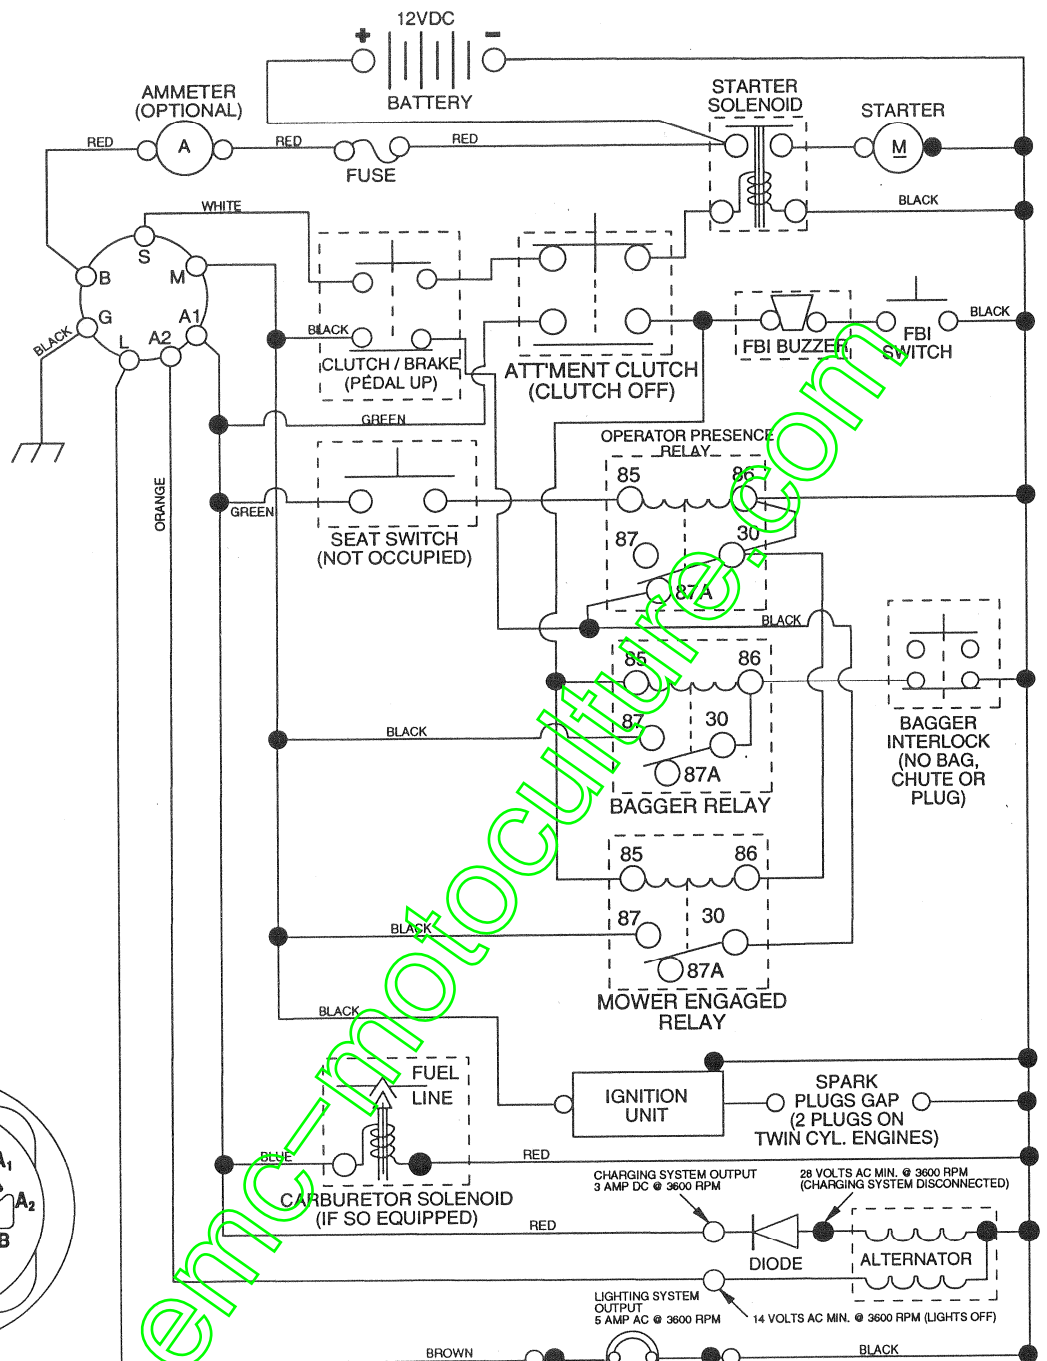 12VDC
+ −
BATTERY
AMMETER
(OPTIONAL)
STARTER
SOLENOID
STARTER
RED
A
RED
RED
FUSE
M
WHITE
BLACK
S
B
M
G
A1
A2
L
BLACK
BLACK
BLACK
FBI BUZZER
FBI
SWITCH
CLUTCH / BRAKE
(PEDAL UP)
ATT'MENT CLUTCH
(CLUTCH OFF)
GREEN
OPERATOR PRESENCE
RELAY
85
86
ORANGE
GREEN
SEAT SWITCH
(NOT OCCUPIED)
87
30
87A
BLACK
85
86
87
30
87A
BLACK
BAGGER RELAY
BAGGER
INTERLOCK
(NO BAG,
CHUTE OR
PLUG)
85
86
87
30
87A
BLACK
MOWER ENGAGED
RELAY
BLACK
FUEL
LINE
IGNITION
UNIT
SPARK
PLUGS GAP
(2 PLUGS ON
TWIN CYL. ENGINES)
BLUE
RED
CARBURETOR SOLENOID
(IF SO EQUIPPED)
CHARGING SYSTEM OUTPUT
3 AMP DC @ 3600 RPM
28 VOLTS AC MIN. @ 3600 RPM
(CHARGING SYSTEM DISCONNECTED)
A1
A2
B
RED
DIODE
ALTERNATOR
LIGHTING SYSTEM
OUTPUT
5 AMP AC @ 3600 RPM
14 VOLTS AC MIN. @ 3600 RPM (LIGHTS OFF)
BROWN
BLACK
emc-motoculture.com